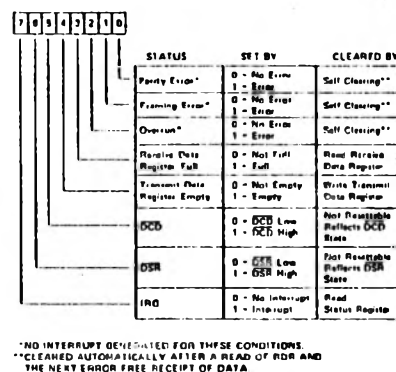 7 6 5 4 3 2 1 0
STATUS SET BY CLEARED BY
Parity Error* 0 - No Error Self Clearing**
1 - Error
Framing Error* 0 - No Error Self Clearing**
1 - Error
Overrun* 0 - No Error Self Clearing**
1 - Error
Receive Data 0 - Not Full Read Receive
Register Full 1 - Full Data Register
Transmit Data 0 - Not Empty Write Transmit
Register Empty 1 - Empty Data Register
DCD 0 - DCD Low Not Resettable
1 - DCD High Reflects DCD
State
DSR 0 - DSR Low Not Resettable
1 - DSR High Reflects DSR
State
IRQ 0 - No Interrupt Read
1 - Interrupt Status Register
*NO INTERRUPT GENERATED FOR THESE CONDITIONS.
**CLEARED AUTOMATICALLY AFTER A READ OF RDR AND
THE NEXT ERROR FREE RECEIPT OF DATA.